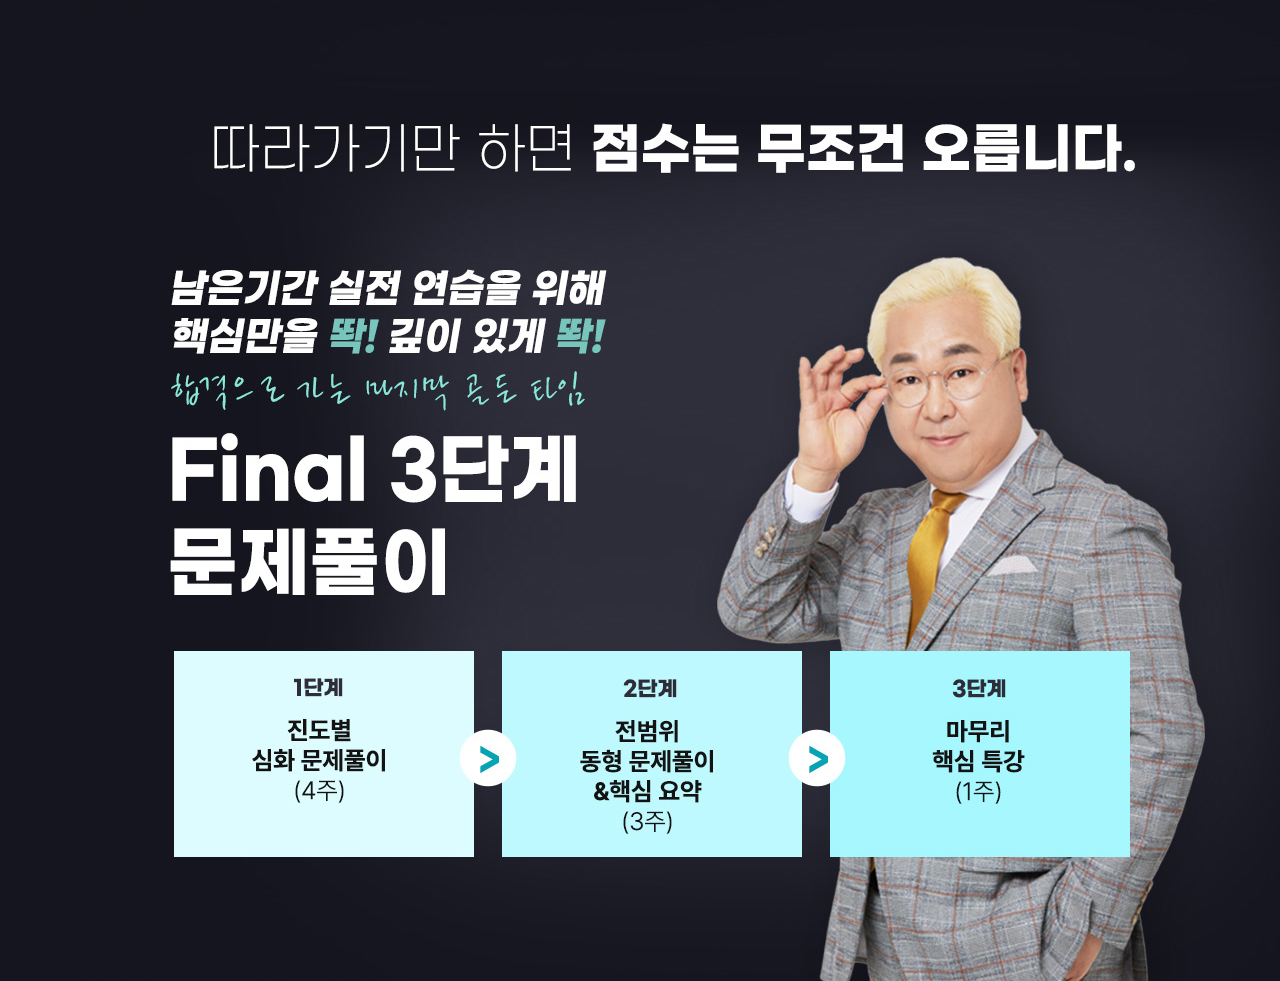 따라가기만 하면 점수는 무조건 오릅니다.
남은기간 실전 연습을 위해
핵심만을 똭! 깊이 있게 똭!
합격으로 가는 마지막 골든 타임
Final 3단계
문제풀이
1단계
진도별
심화 문제풀이
(4주)
>
2단계
전범위
동형 문제풀이
&핵심 요약
(3주)
>
3단계
마무리
핵심 특강
(1주)